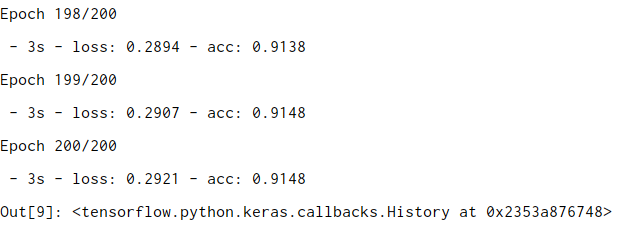 Epoch 198/200
- 3s - loss: 0.2894 - acc: 0.9138
Epoch 199/200
- 3s - loss: 0.2907 - acc: 0.9148
Epoch 200/200
- 3s - loss: 0.2921 - acc: 0.9148
Out[9]: <tensorflow.python.keras.callbacks.History at 0x2353a876748>